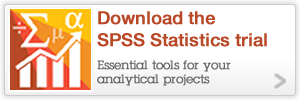 Σ μ α ÷
Download the
SPSS Statistics trial
Essential tools for your
analytical projects